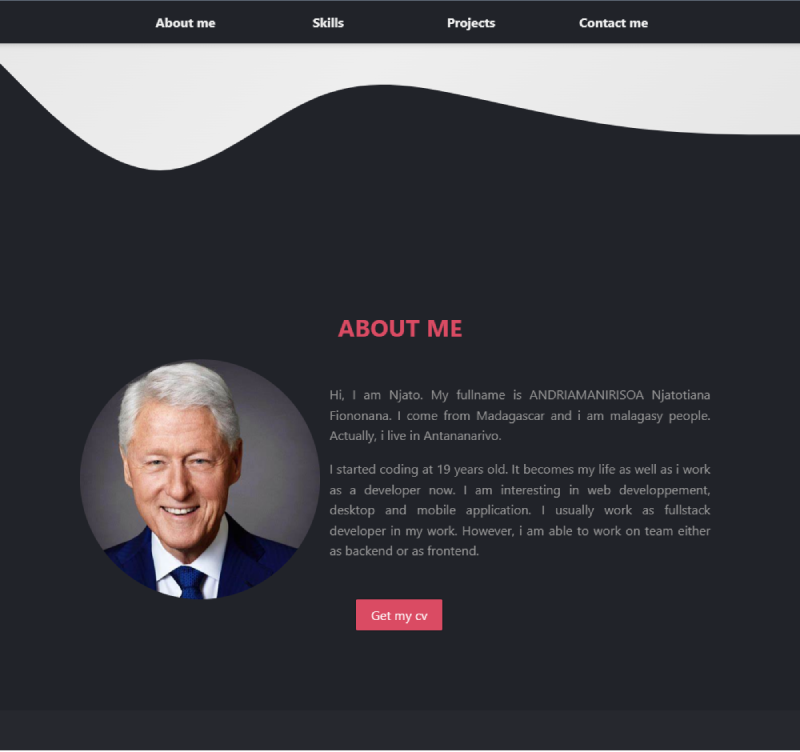 About me Skills Projects Contact me
ABOUT ME
Hi, I am Njato. My fullname is ANDRIAMANIRISOA Njatotiana
Fiononana. I come from Madagascar and i am malagasy people.
Actually, i live in Antananarivo.
I started coding at 19 years old. It becomes my life as well as i work
as a developer now. I am interesting in web developpement,
desktop and mobile application. I usually work as fullstack
developer in my work. However, i am able to work on team either
as backend or as frontend.
Get my cv